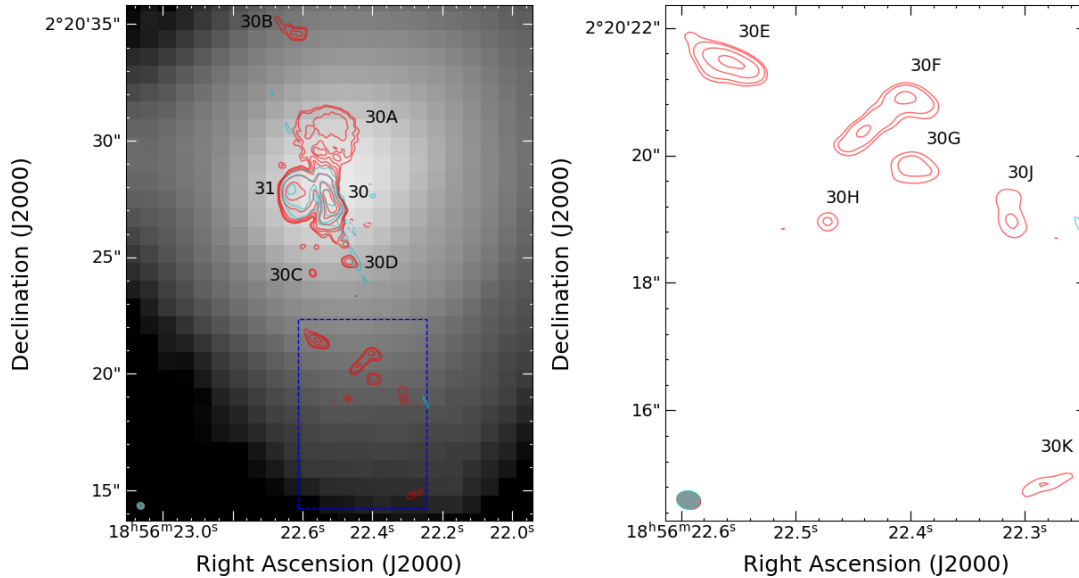 2°20'35"
30"
25"
20"
15"
Declination (J2000)
18ʰ56ᵐ23.0ˢ
22.6ˢ
22.4ˢ
22.2ˢ
22.0ˢ
Right Ascension (J2000)
30B
30A
31
30
30C
30D
2°20'22"
20"
18"
16"
Declination (J2000)
18ʰ56ᵐ22.6ˢ
22.5ˢ
22.4ˢ
22.3ˢ
Right Ascension (J2000)
30E
30F
30G
30J
30H
30K